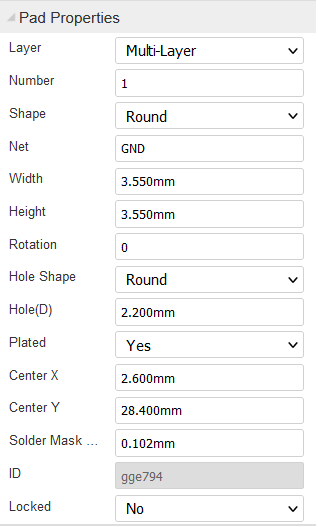 Pad Properties
Layer Multi-Layer
Number 1
Shape Round
Net GND
Width 3.550mm
Height 3.550mm
Rotation 0
Hole Shape Round
Hole(D) 2.200mm
Plated Yes
Center X 2.600mm
Center Y 28.400mm
Solder Mask ... 0.102mm
ID gge794
Locked No